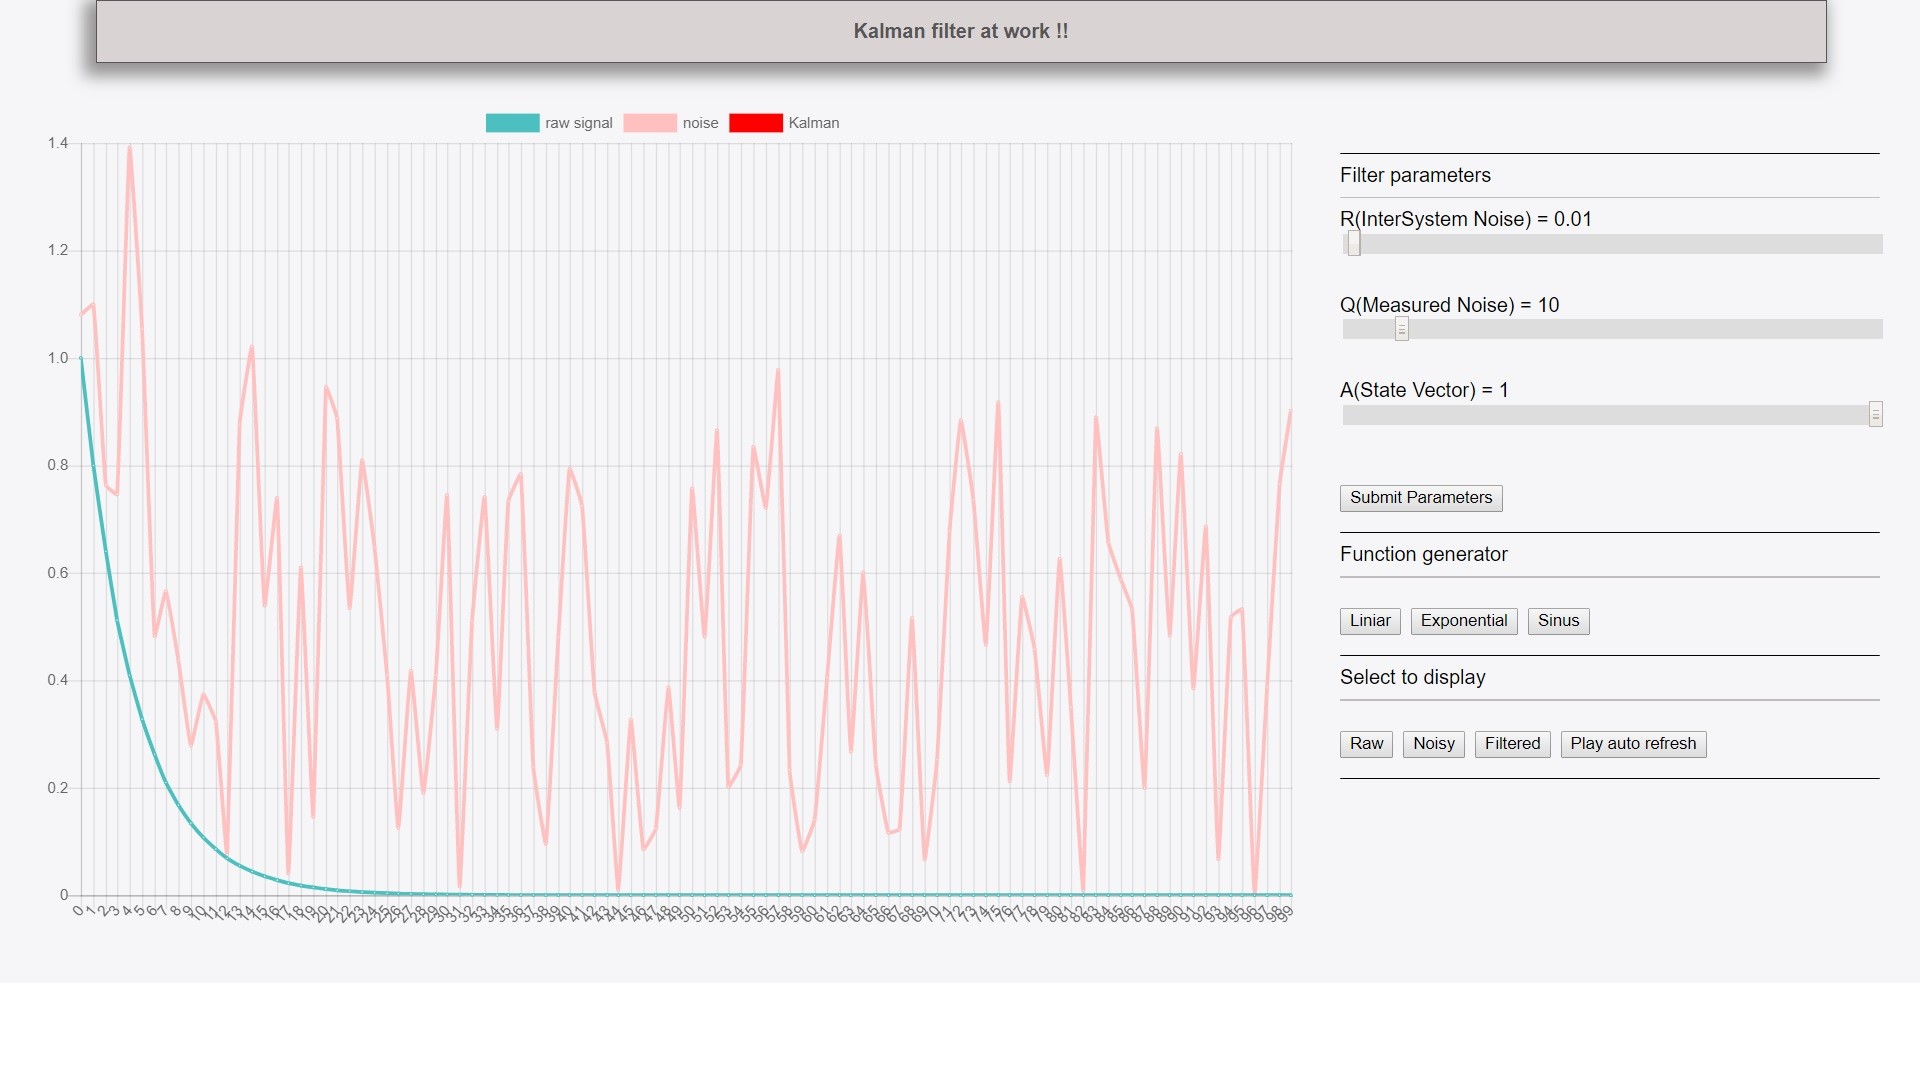 Kalman filter at work !!
raw signal noise Kalman
1.4
1.2
1.0
0.8
0.6
0.4
0.2
0
0 1 2 3 4 5 6 7 8 9 10 11 12 13 14 15 16 17 18 19 20 21 22 23 24 25 26 27 28 29 30 31 32 33 34 35 36 37 38 39 40 41 42 43 44 45 46 47 48 49 50 51 52 53 54 55 56 57 58 59 60 61 62 63 64 65 66 67 68 69 70 71 72 73 74 75 76 77 78 79 80 81 82 83 84 85 86 87 88 89 90 91 92 93 94 95 96 97 98 99
Filter parameters
R(InterSystem Noise) = 0.01
Q(Measured Noise) = 10
A(State Vector) = 1
Submit Parameters
Function generator
Liniar Exponential Sinus
Select to display
Raw Noisy Filtered Play auto refresh